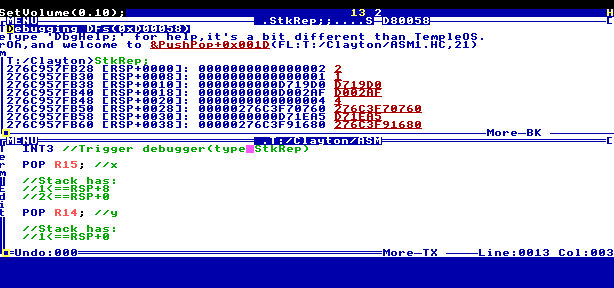 SetVolume(0.10); 13 2
MENU .StkRep;;....S D80058
Debugging DFs(0xD00058)
eType `DbgHelp;` for help,it's a bit different than TempleOS.
rOh,and welcome to &PushPop+0x001D(FL:T:/Clayton/ASM1.HC,21)
T:/Clayton>StkRep;
276C957FB28 [RSP+0000]: 0000000000000002 2
276C957FB30 [RSP+0008]: 0000000000000001 1
276C957FB38 [RSP+0010]: 0000000000D719D0 D719D0
276C957FB40 [RSP+0018]: 0000000000D002AF D002AF
276C957FB48 [RSP+0020]: 0000000000000004 4
276C957FB50 [RSP+0028]: 00000276C3F70760 276C3F70760
276C957FB58 [RSP+0030]: 0000000000D71EA5 D71EA5
276C957FB60 [RSP+0038]: 00000276C3F91680 276C3F91680
More-BK
MENU .T:/Clayton/ASM
INT3 //Trigger debugger(type StkRep)
POP R15; //x
//Stack has:
//1<==RSP+8
//2<==RSP+0
POP R14; //y
//Stack has:
//1<==RSP+0
Undo:000 More-TX Line:0013 Col:003